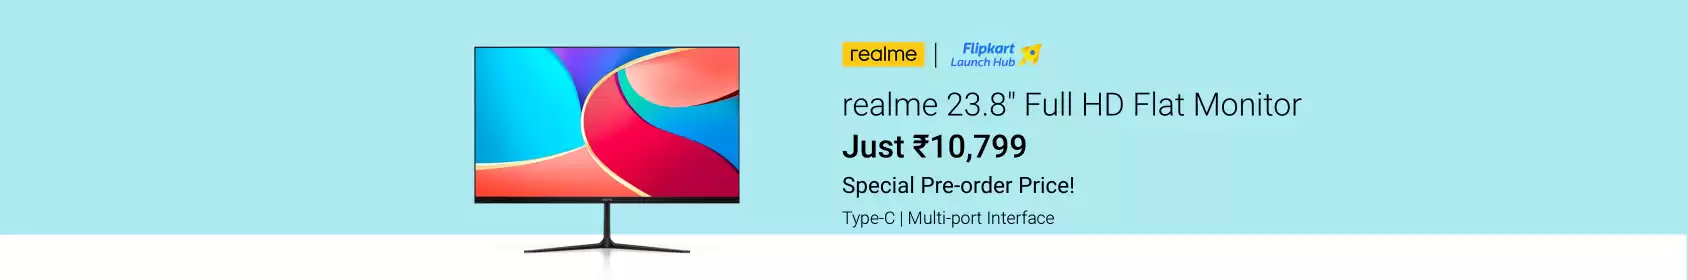 realme
Flipkart
Launch Hub
realme 23.8" Full HD Flat Monitor
Just ₹10,799
Special Pre-order Price!
Type-C | Multi-port Interface